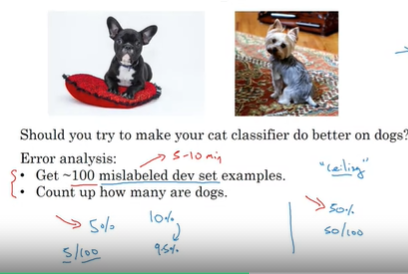 Should you try to make your cat classifier do better on dogs?
Error analysis:
→ 5-10 min
• Get ~100 mislabeled dev set examples.
"ceiling"
• Count up how many are dogs.
→ 5%
10%
→ 50%
5/100
9.5%
50/100